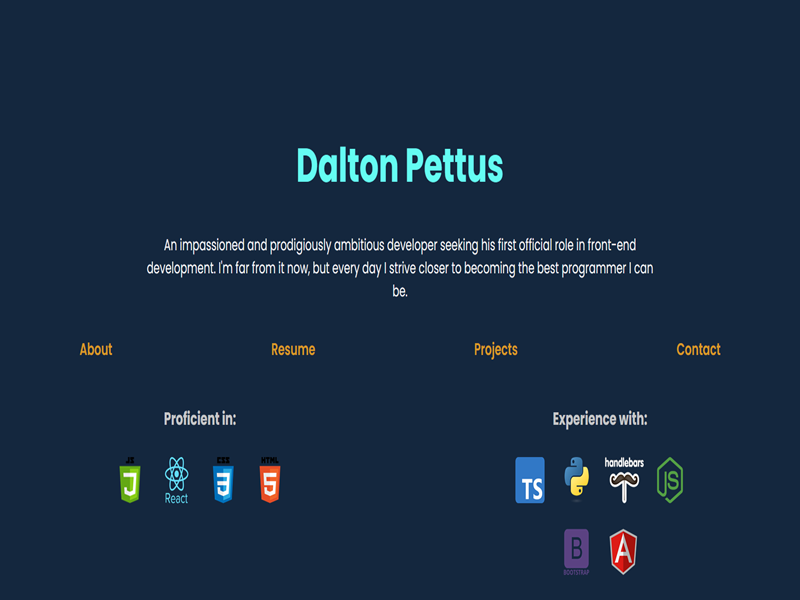 Dalton Pettus
An impassioned and prodigiously ambitious developer seeking his first official role in front-end
development. I'm far from it now, but every day I strive closer to becoming the best programmer I can
be.
About Resume Projects Contact
Proficient in: Experience with:
JS CSS HTML handlebars
J 3 5 TS JS
React
B A
BOOTSTRAP